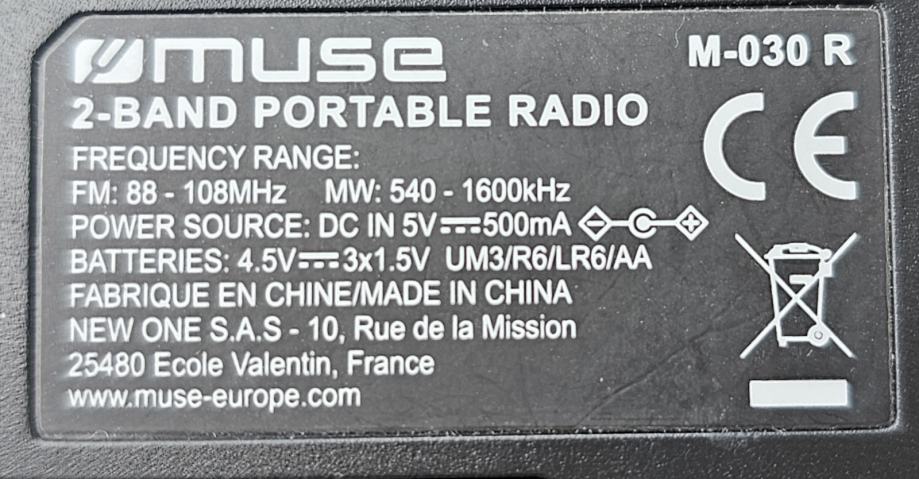 muse M-030 R
2-BAND PORTABLE RADIO
CE
FREQUENCY RANGE:
FM: 88 - 108MHz MW: 540 - 1600kHz
POWER SOURCE: DC IN 5V⎓500mA
BATTERIES: 4.5V⎓3x1.5V UM3/R6/LR6/AA
FABRIQUE EN CHINE/MADE IN CHINA
NEW ONE S.A.S - 10, Rue de la Mission
25480 Ecole Valentin, France
www.muse-europe.com